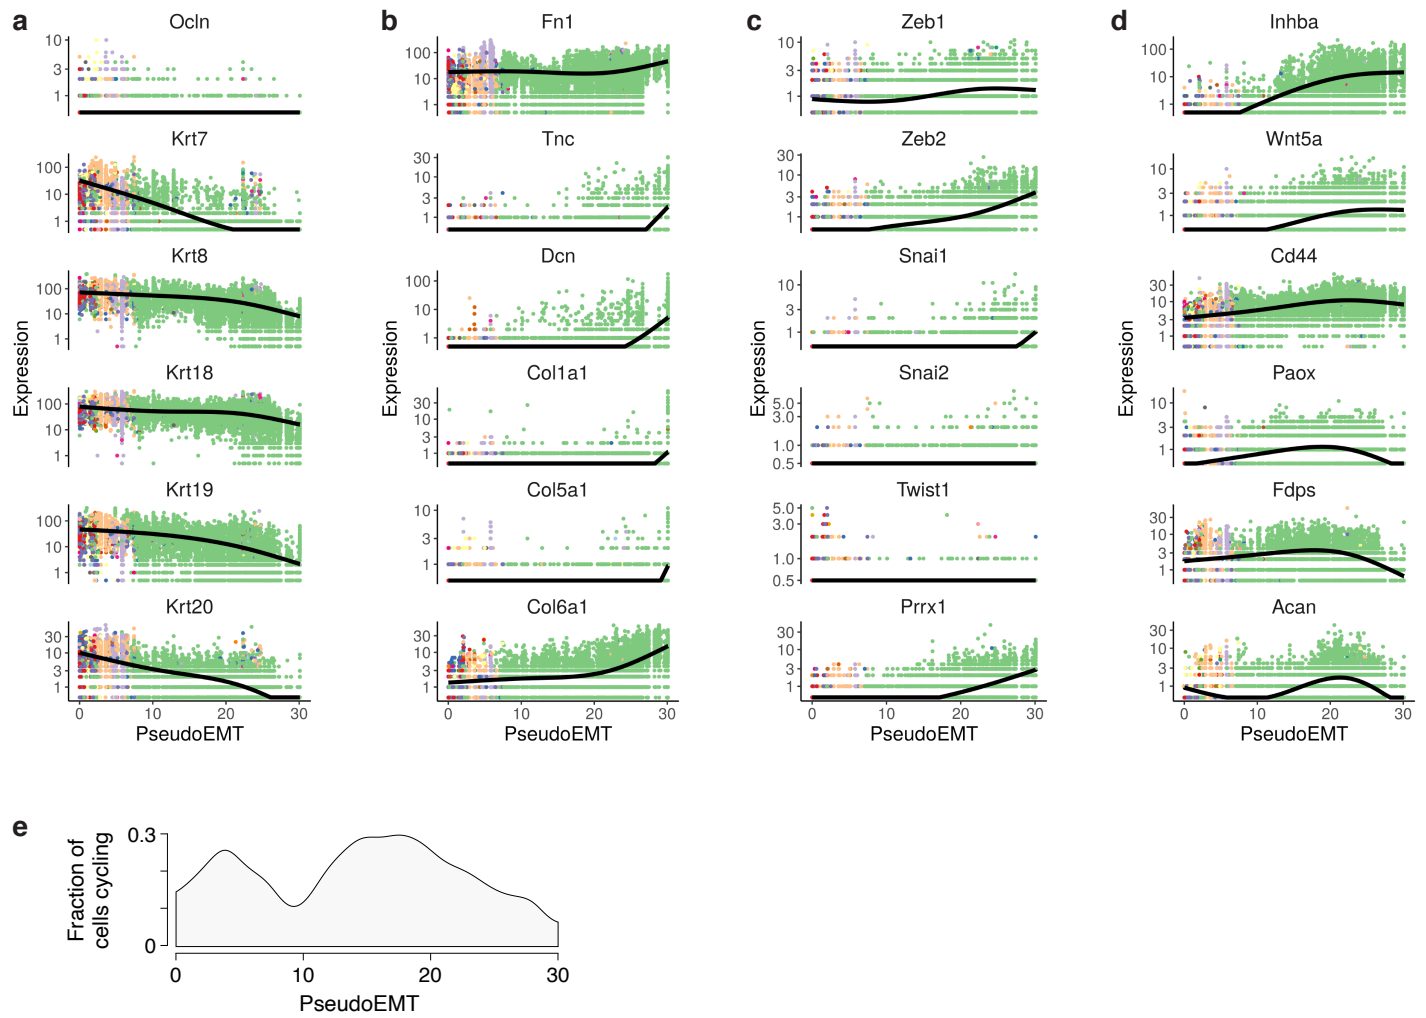 a
Ocln
10
3
1
Krt7
100
10
1
Krt8
100
10
1
Krt18
100
10
1
Krt19
100
10
1
Krt20
30
10
3
1
0 10 20 30
PseudoEMT
Expression
b
Fn1
100
10
1
Tnc
30
10
3
1
Dcn
100
10
1
Col1a1
30
10
3
1
Col5a1
10
3
1
Col6a1
30
10
3
1
0 10 20 30
PseudoEMT
Expression
c
Zeb1
10
3
1
Zeb2
30
10
3
1
Snai1
10
3
1
Snai2
5.0
3.0
1.0
0.5
Twist1
5.0
3.0
1.0
0.5
Prrx1
30
10
3
1
0 10 20 30
PseudoEMT
Expression
d
Inhba
100
10
1
Wnt5a
10
3
1
Cd44
30
10
3
1
Paox
10
3
1
Fdps
30
10
3
1
Acan
30
10
3
1
0 10 20 30
PseudoEMT
Expression
e
Fraction of
cells cycling
0.3
0
0 10 20 30
PseudoEMT